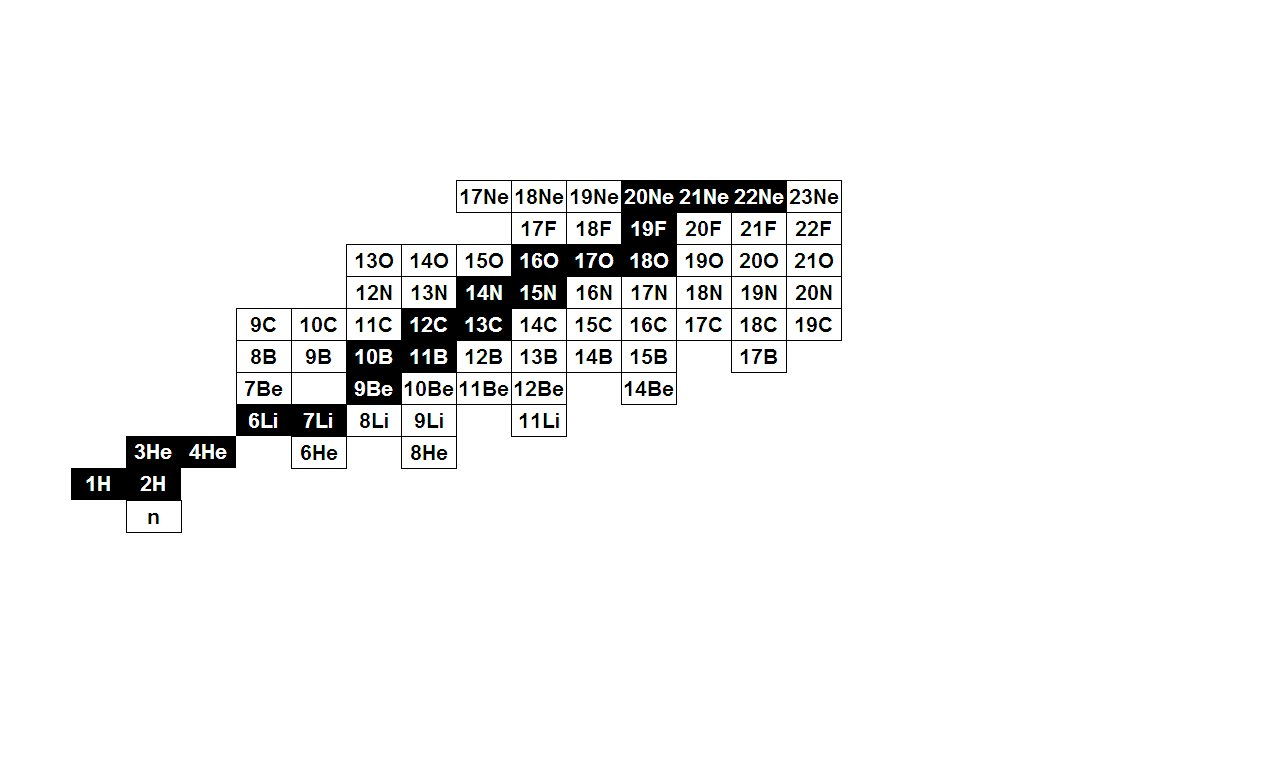 17Ne 18Ne 19Ne 20Ne 21Ne 22Ne 23Ne
17F 18F 19F 20F 21F 22F
13O 14O 15O 16O 17O 18O 19O 20O 21O
12N 13N 14N 15N 16N 17N 18N 19N 20N
9C 10C 11C 12C 13C 14C 15C 16C 17C 18C 19C
8B 9B 10B 11B 12B 13B 14B 15B 17B
7Be 9Be 10Be 11Be 12Be 14Be
6Li 7Li 8Li 9Li 11Li
3He 4He 6He 8He
1H 2H
n